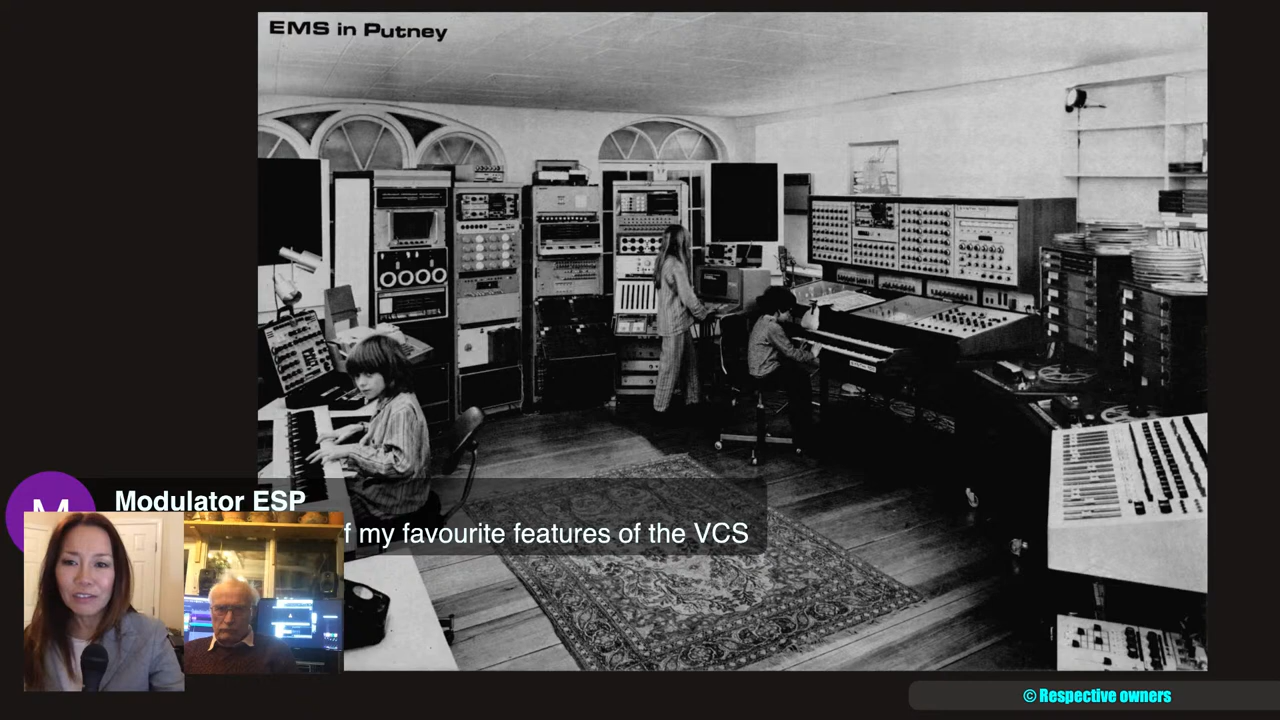 EMS in Putney
M
Modulator ESP
f my favourite features of the VCS
© Respective owners